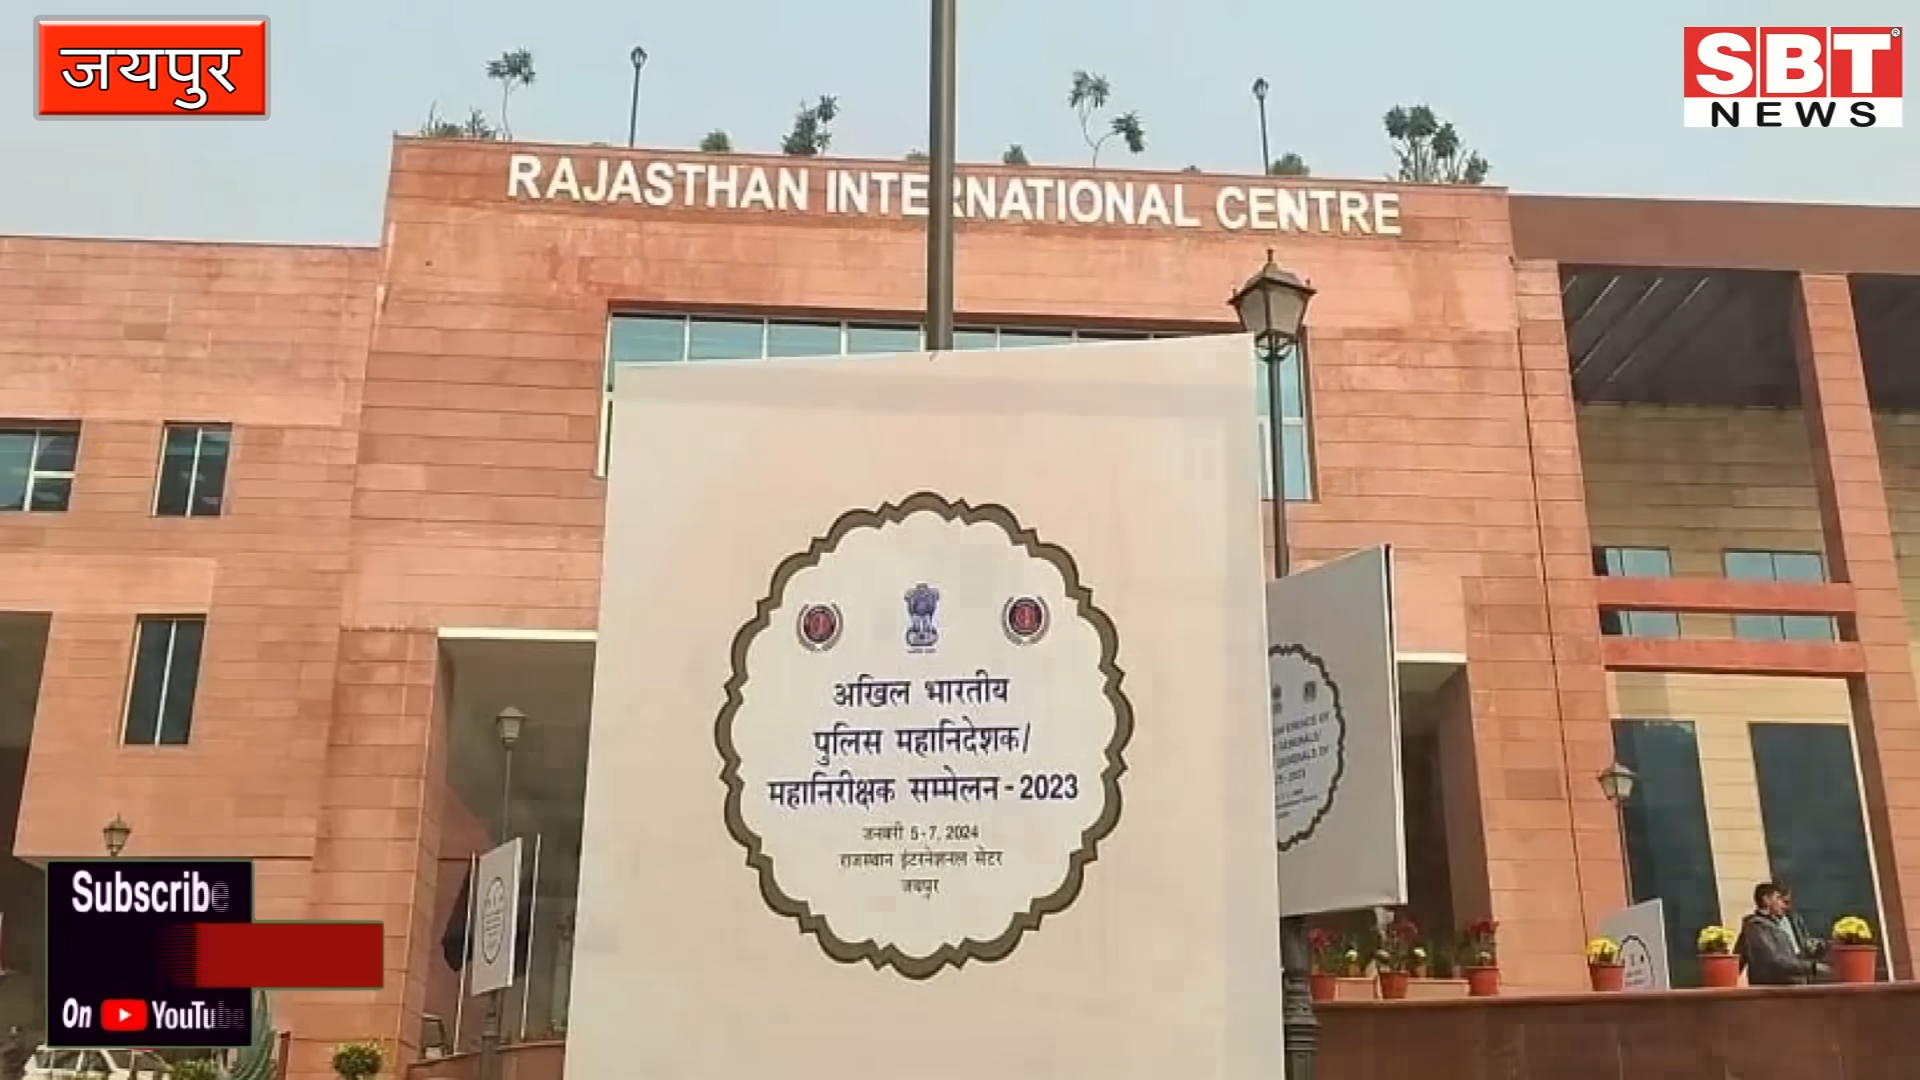 जयपुर
SBT
NEWS
RAJASTHAN INTERNATIONAL CENTRE
अखिल भारतीय
पुलिस महानिदेशक/
महानिरीक्षक सम्मेलन - 2023
जनवरी 5-7, 2024
राजस्थान इंटरनेशनल सेंटर
जयपुर
Subscribe
On YouTube